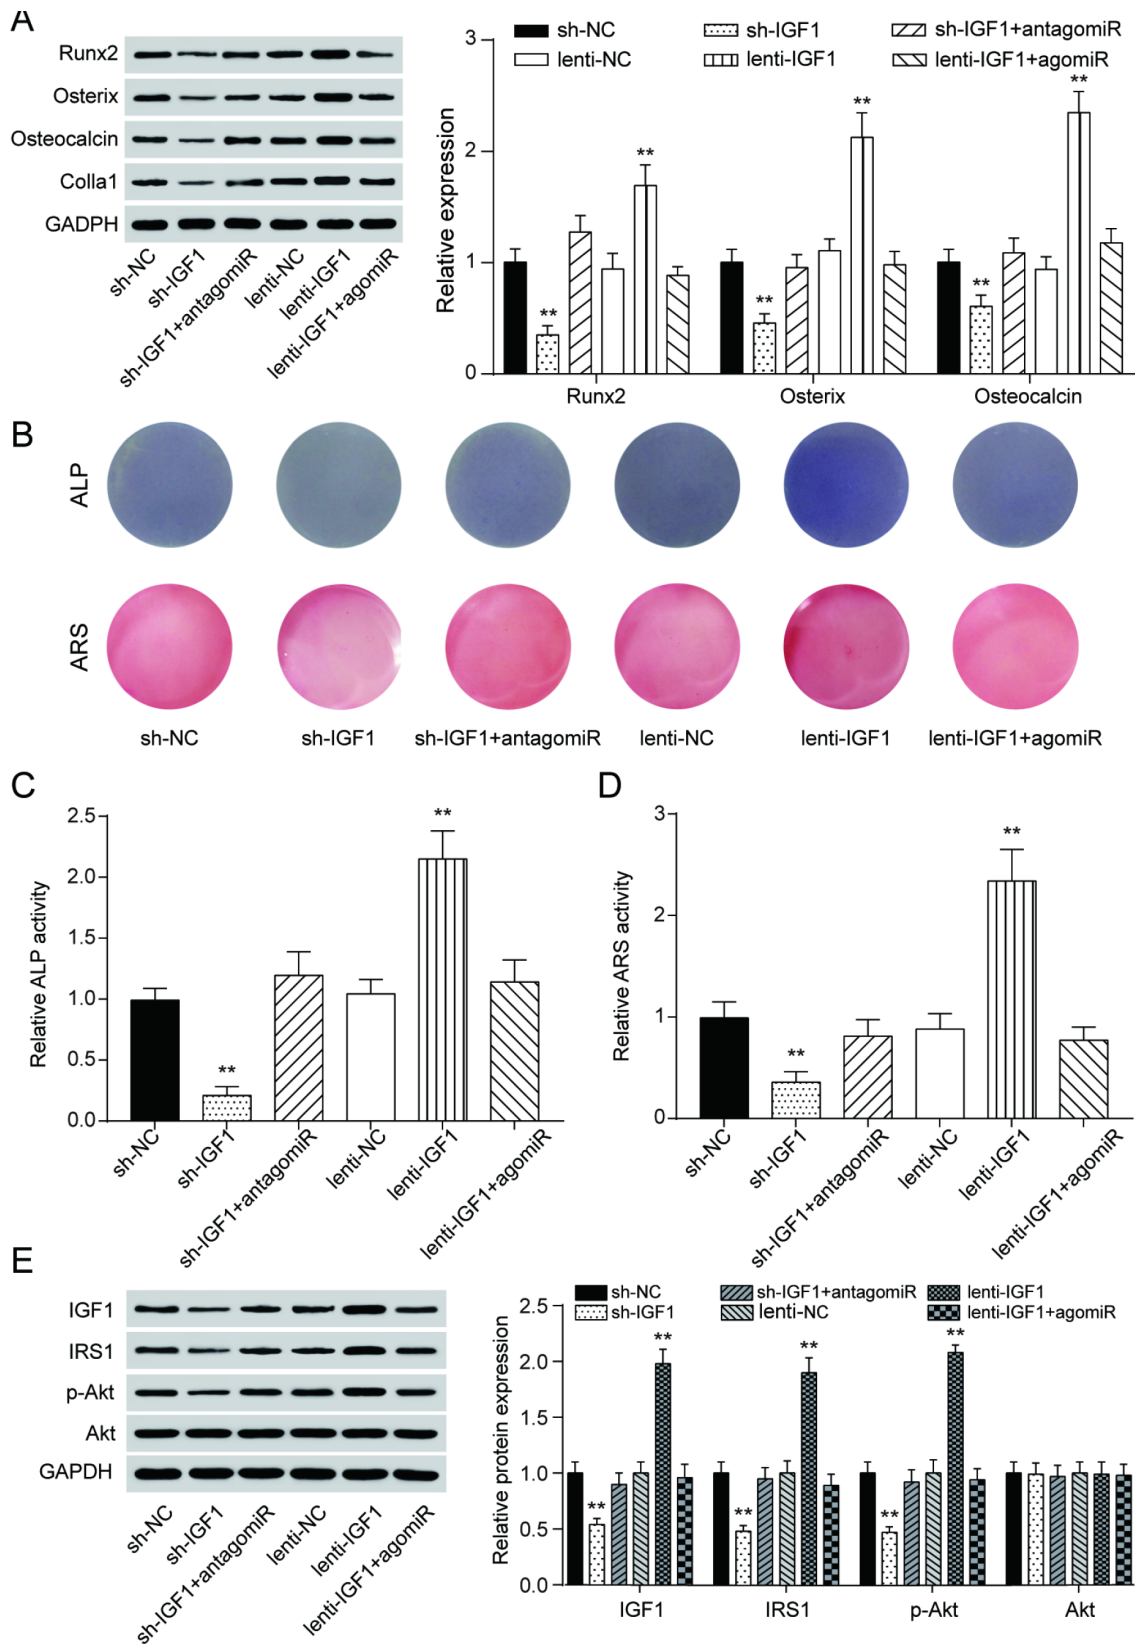 A
Runx2
Osterix
Osteocalcin
Colla1
GADPH
sh-NC
sh-IGF1
sh-IGF1+antagomiR
lenti-NC
lenti-IGF1
lenti-IGF1+agomiR
sh-NC sh-IGF1 sh-IGF1+antagomiR
lenti-NC lenti-IGF1 lenti-IGF1+agomiR
Relative expression
3
2
1
0
** ** ** ** ** **
Runx2 Osterix Osteocalcin
B
ALP
ARS
sh-NC sh-IGF1 sh-IGF1+antagomiR lenti-NC lenti-IGF1 lenti-IGF1+agomiR
C
Relative ALP activity
2.5
2.0
1.5
1.0
0.5
0.0
** **
sh-NC
sh-IGF1
sh-IGF1+antagomiR
lenti-NC
lenti-IGF1
lenti-IGF1+agomiR
D
Relative ARS activity
3
2
1
0
** **
sh-NC
sh-IGF1
sh-IGF1+antagomiR
lenti-NC
lenti-IGF1
lenti-IGF1+agomiR
E
IGF1
IRS1
p-Akt
Akt
GAPDH
sh-NC
sh-IGF1
sh-IGF1+antagomiR
lenti-NC
lenti-IGF1
lenti-IGF1+agomiR
sh-NC sh-IGF1+antagomiR lenti-IGF1
sh-IGF1 lenti-NC lenti-IGF1+agomiR
Relative protein expression
2.5
2.0
1.5
1.0
0.5
0.0
** ** ** ** ** **
IGF1 IRS1 p-Akt Akt